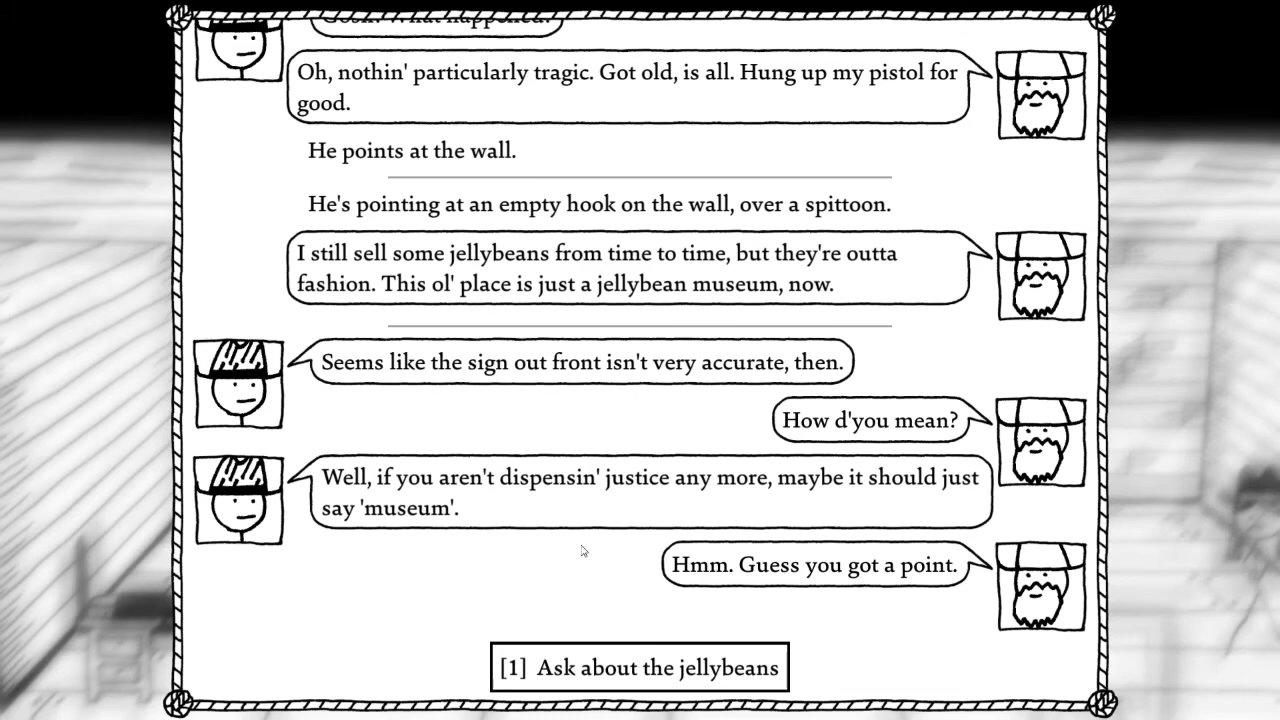 Oh, nothin' particularly tragic. Got old, is all. Hung up my pistol for
good.
He points at the wall.
He's pointing at an empty hook on the wall, over a spittoon.
I still sell some jellybeans from time to time, but they're outta
fashion. This ol' place is just a jellybean museum, now.
Seems like the sign out front isn't very accurate, then.
How d'you mean?
Well, if you aren't dispensin' justice any more, maybe it should just
say 'museum'.
Hmm. Guess you got a point.
[1] Ask about the jellybeans